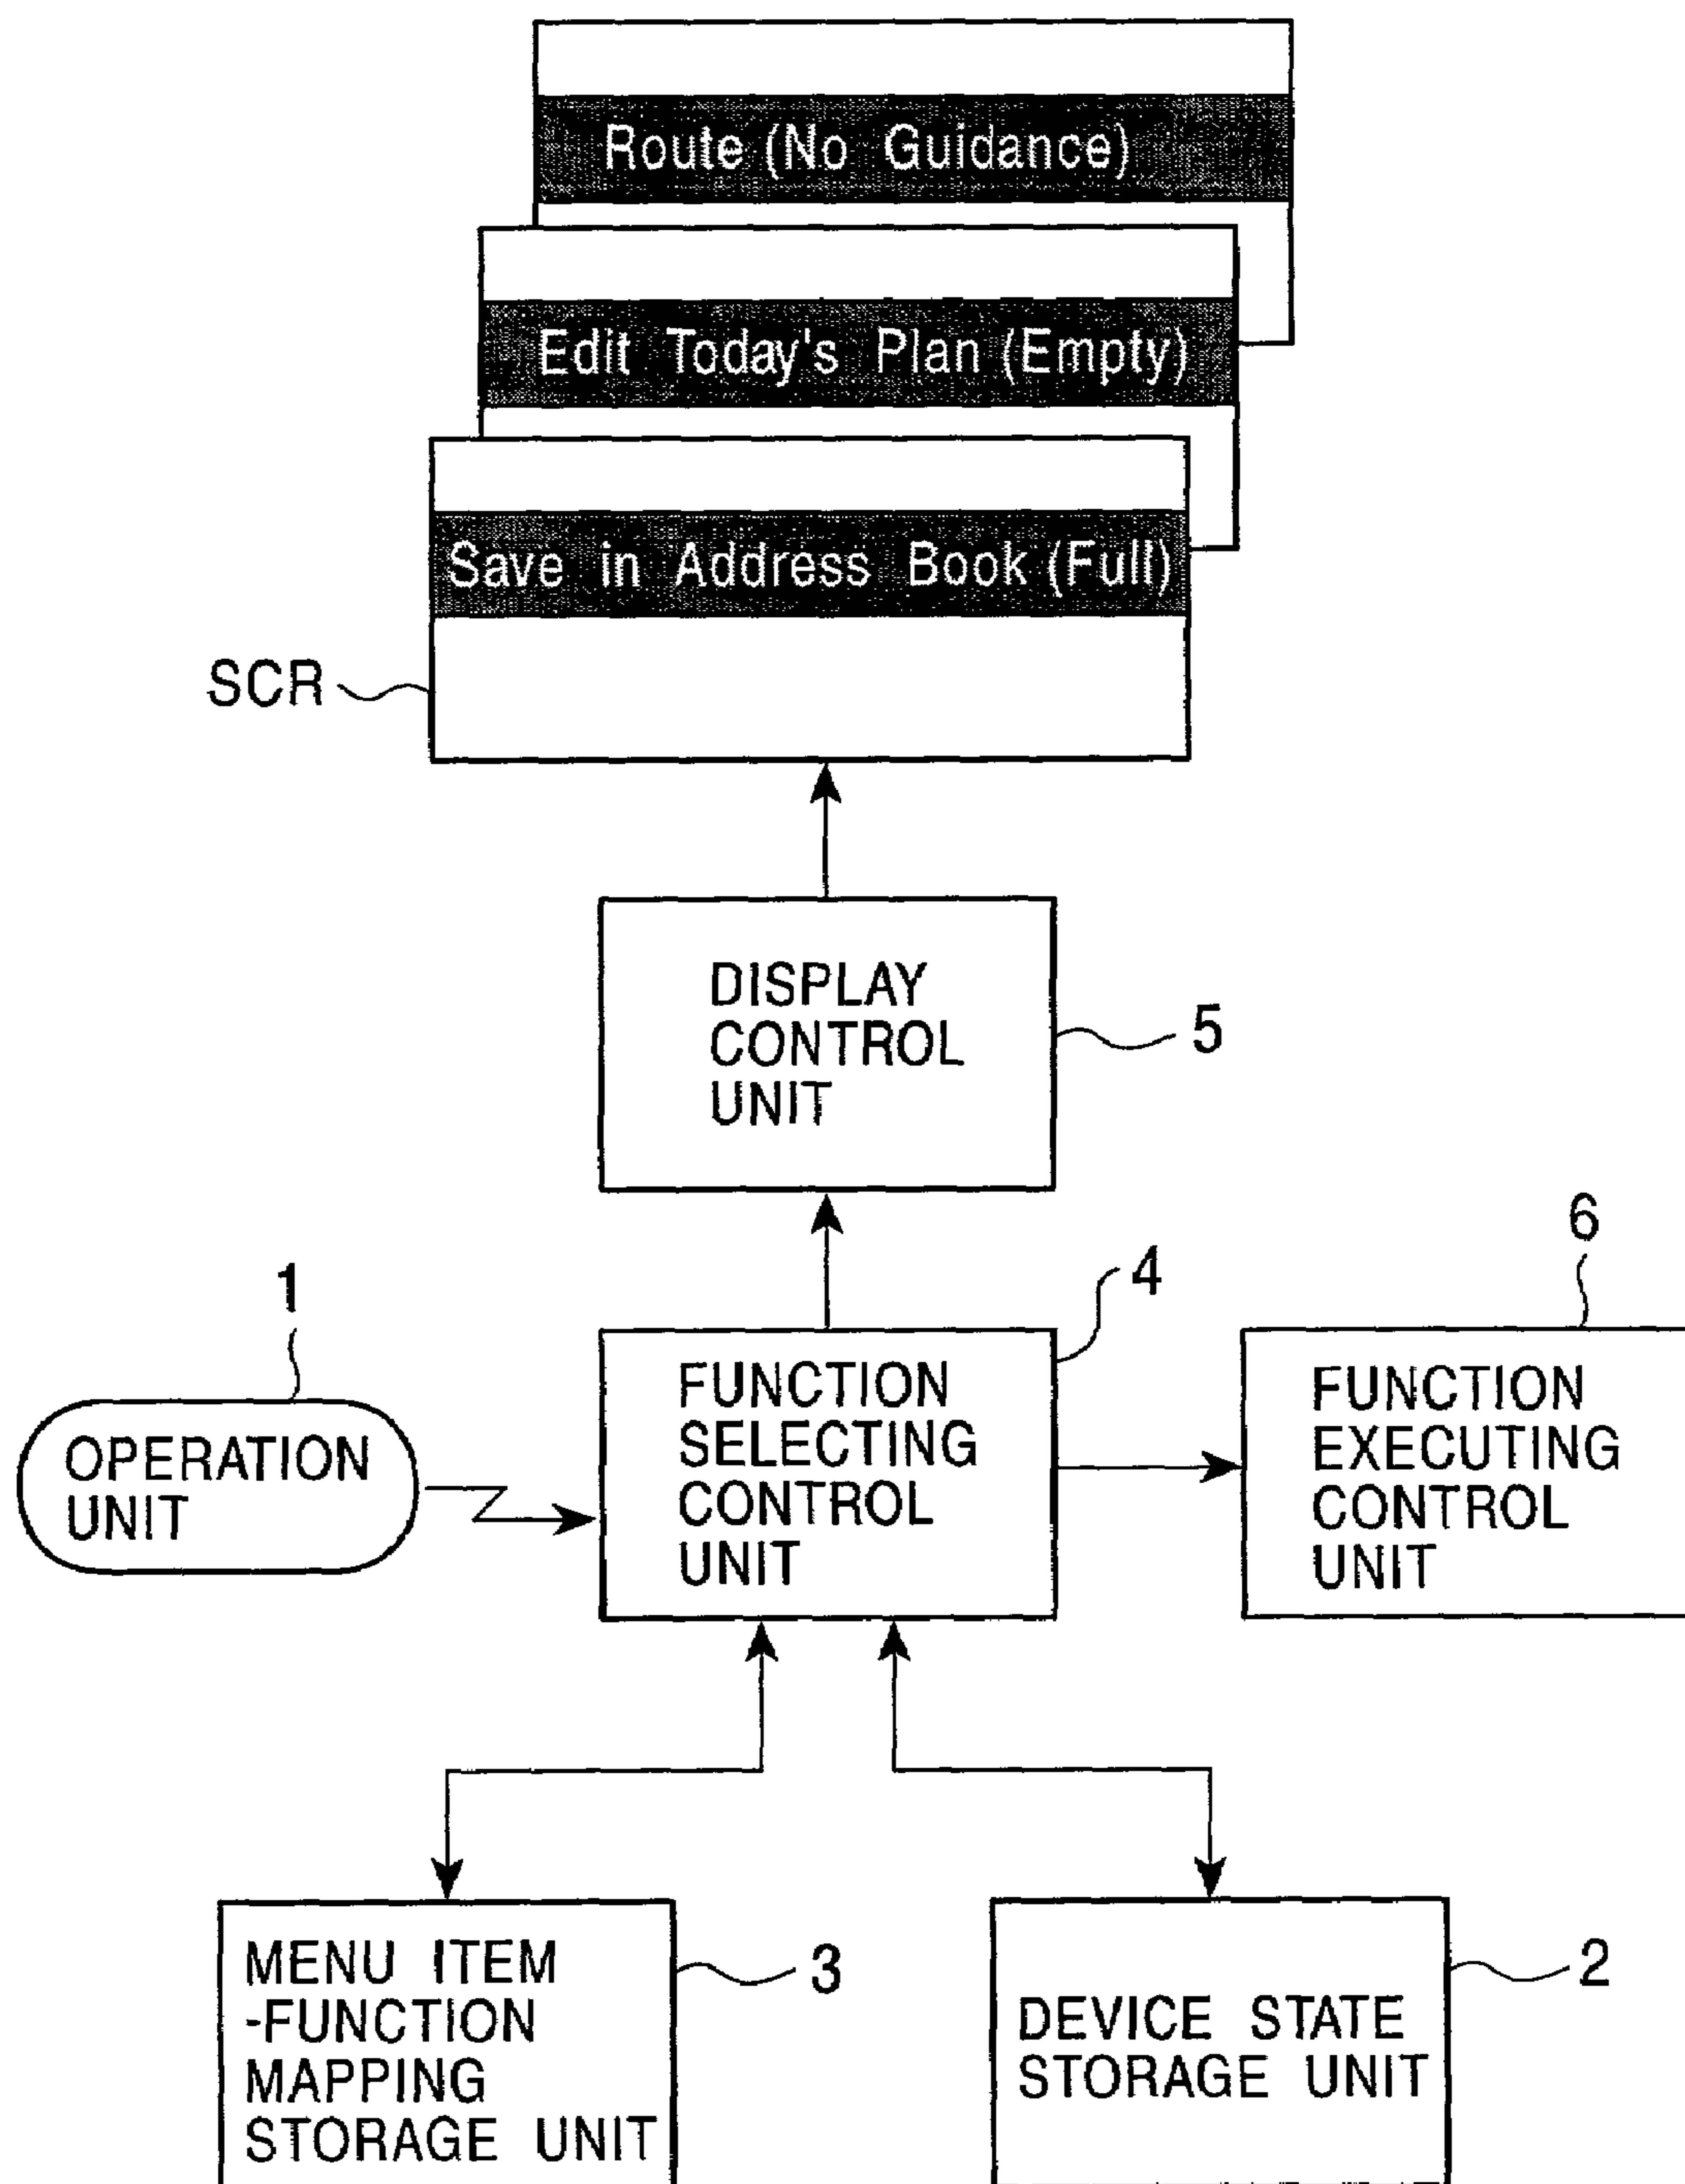 Route (No Guidance)
Edit Today's Plan (Empty)
Save in Address Book (Full)
SCR
DISPLAY
CONTROL
UNIT
5
6
4
1
FUNCTION
SELECTING
CONTROL
UNIT
FUNCTION
EXECUTING
CONTROL
UNIT
OPERATION
UNIT
MENU ITEM
-FUNCTION
MAPPING
STORAGE UNIT
3
DEVICE STATE
STORAGE UNIT
2